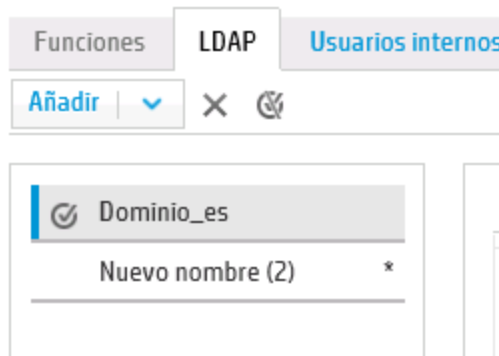 Funciones LDAP Usuarios internos
Añadir
Dominio_es
Nuevo nombre (2) *